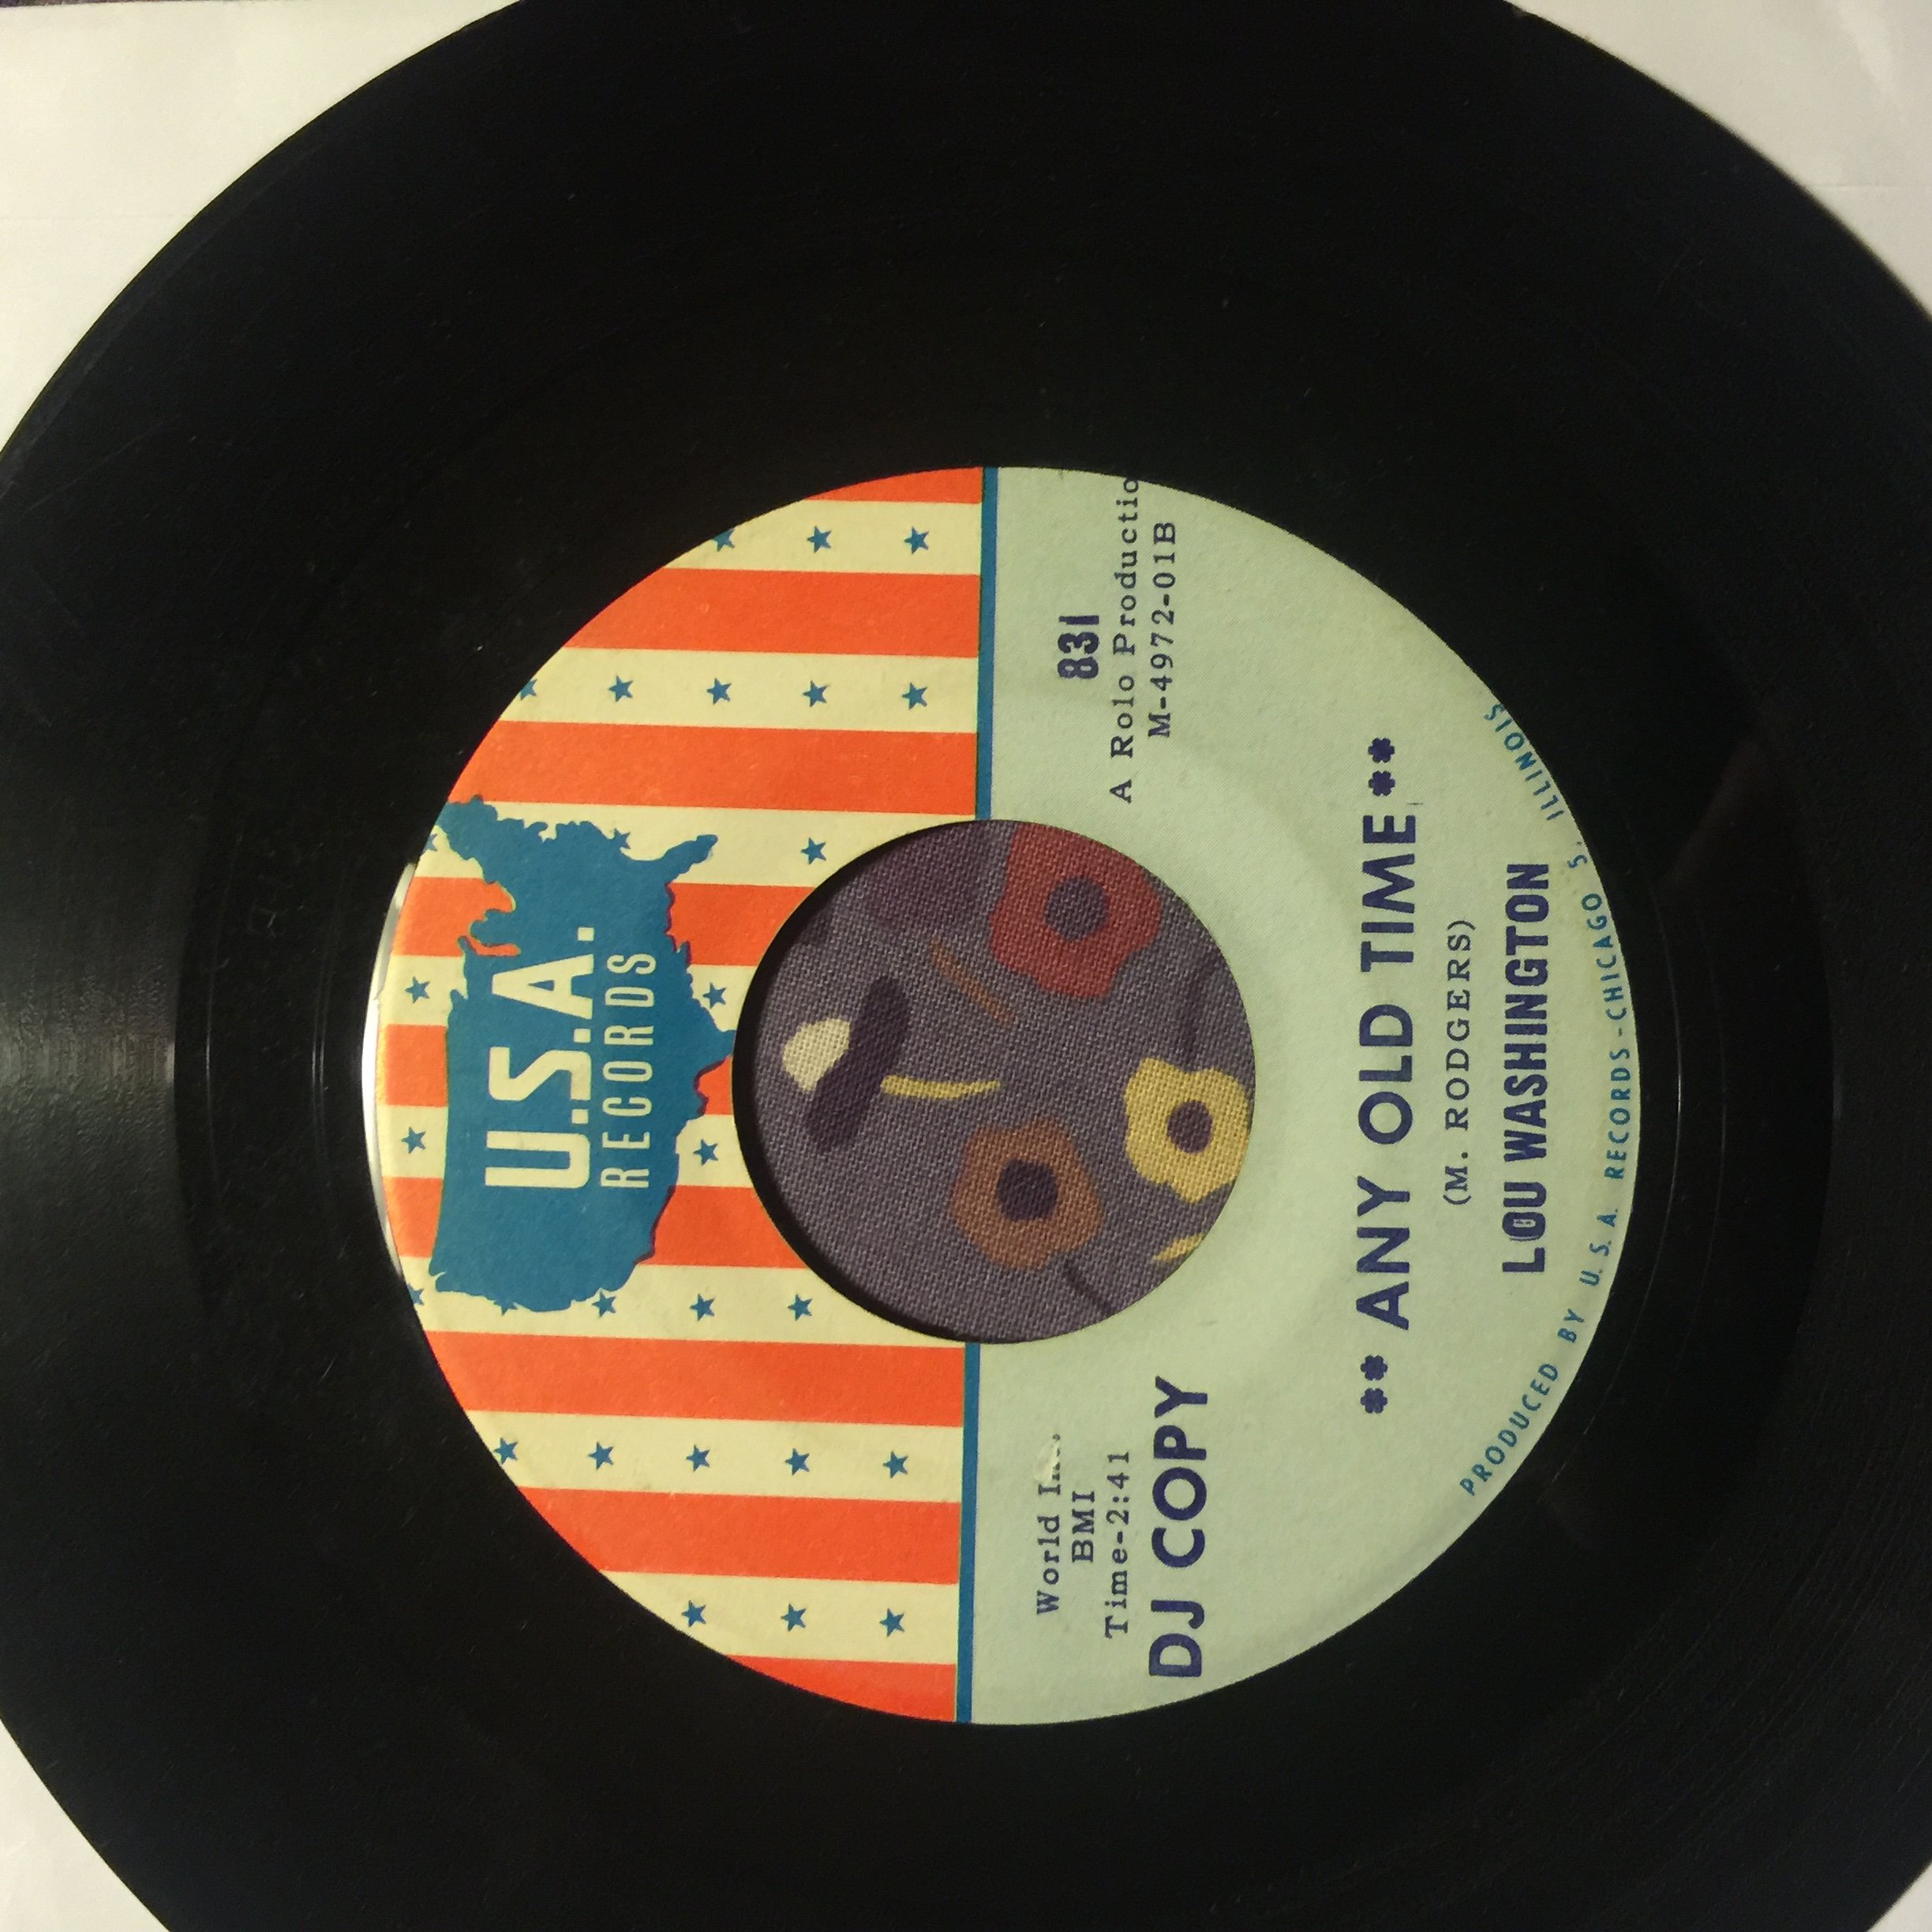 U.S.A.
RECORDS
World
BMI
Time-2:41
DJ COPY
831
A Rolo Productio
M-4972-01B
** ANY OLD TIME **
(M. RODGERS)
LOU WASHINGTON
PRODUCED BY U.S.A. RECORDS-CHICAGO 5, ILLINOIS